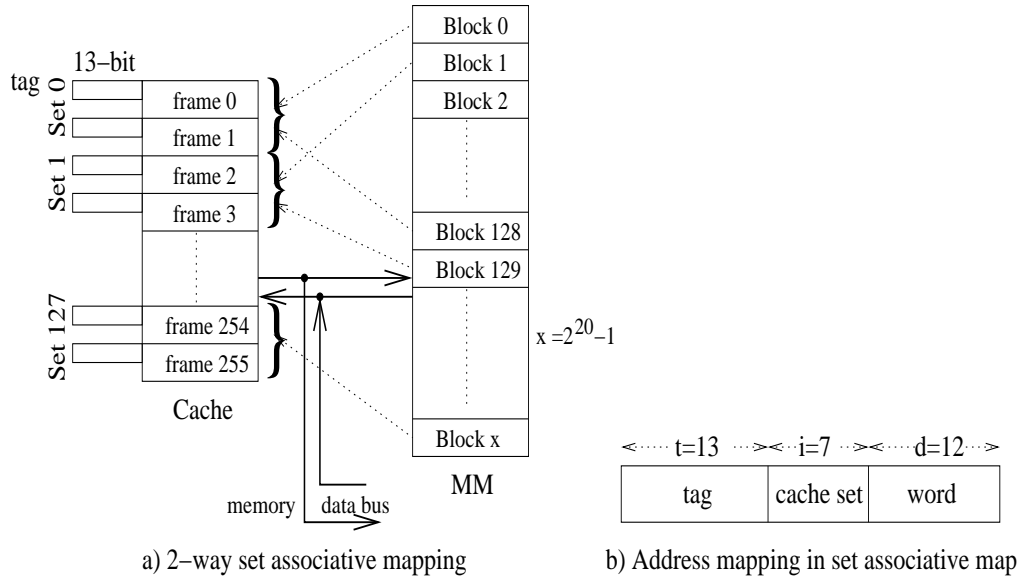 13−bit
tag
Set 0
frame 0
frame 1
Set 1
frame 2
frame 3
Set 127
frame 254
frame 255
Cache
Block 0
Block 1
Block 2
Block 128
Block 129
x =2^20−1
Block x
MM
memory
data bus
a) 2−way set associative mapping
t=13
i=7
d=12
tag
cache set
word
b) Address mapping in set associative map